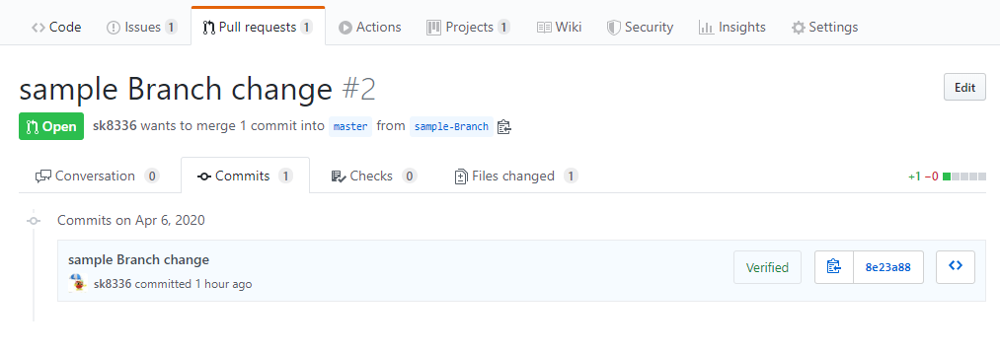 Code Issues 1 Pull requests 1 Actions Projects 1 Wiki Security Insights Settings
sample Branch change #2 Edit
Open sk8336 wants to merge 1 commit into master from sample-Branch
Conversation 0 Commits 1 Checks 0 Files changed 1 +1 −0
Commits on Apr 6, 2020
sample Branch change
Verified 8e23a88
sk8336 committed 1 hour ago